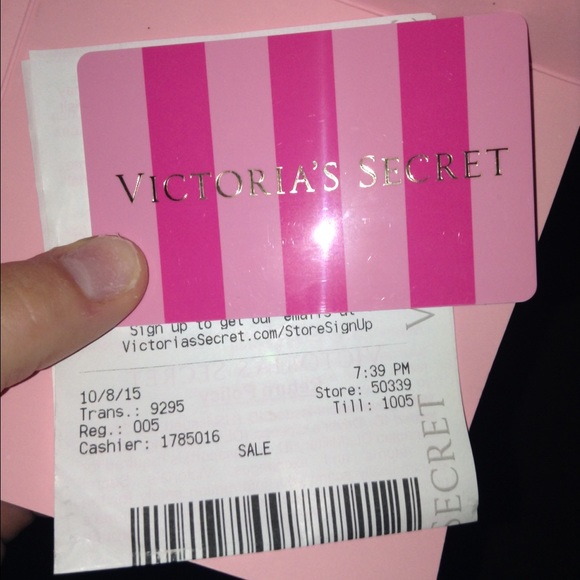 VICTORIA'S SECRET
Sign up to get our emails at
VictoriasSecret.com/StoreSignUp
10/8/15 7:39 PM
Trans.: 9295 Store: 50339
Reg.: 005 Till: 1005
Cashier: 1785016
SALE
V
SECRET